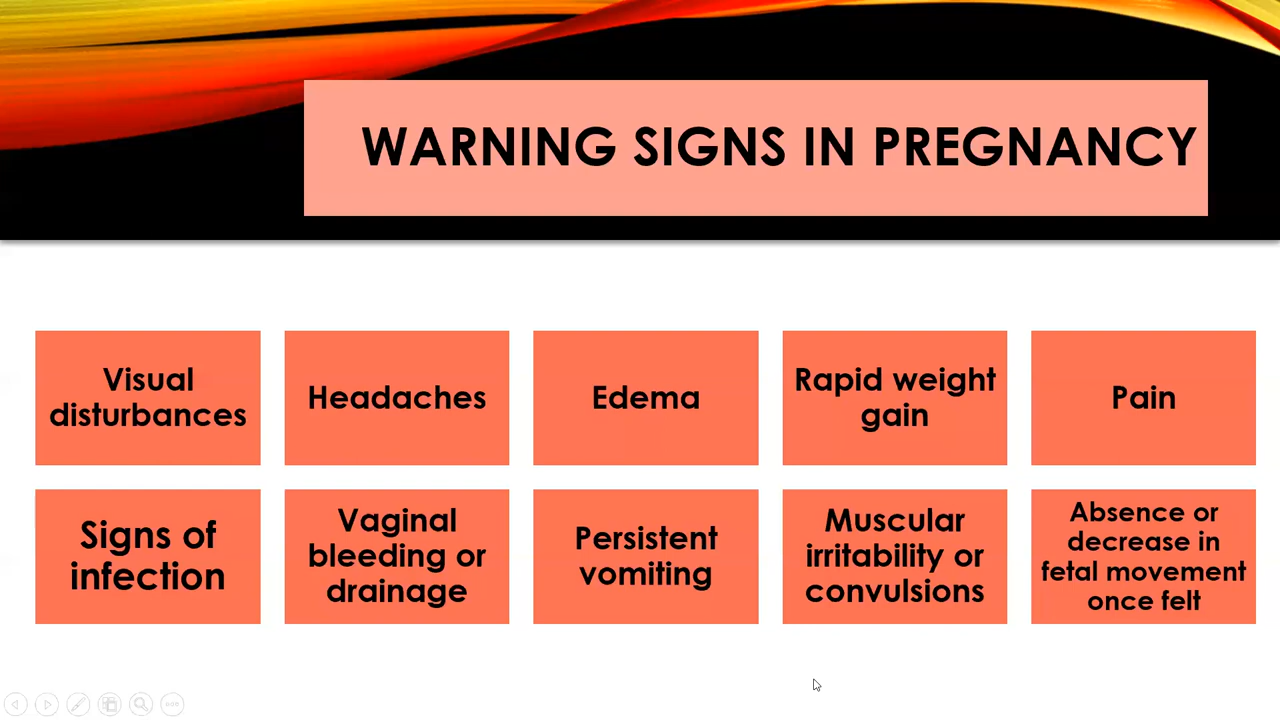 WARNING SIGNS IN PREGNANCY
Visual
disturbances
Headaches
Edema
Rapid weight
gain
Pain
Signs of
infection
Vaginal
bleeding or
drainage
Persistent
vomiting
Muscular
irritability or
convulsions
Absence or
decrease in
fetal movement
once felt